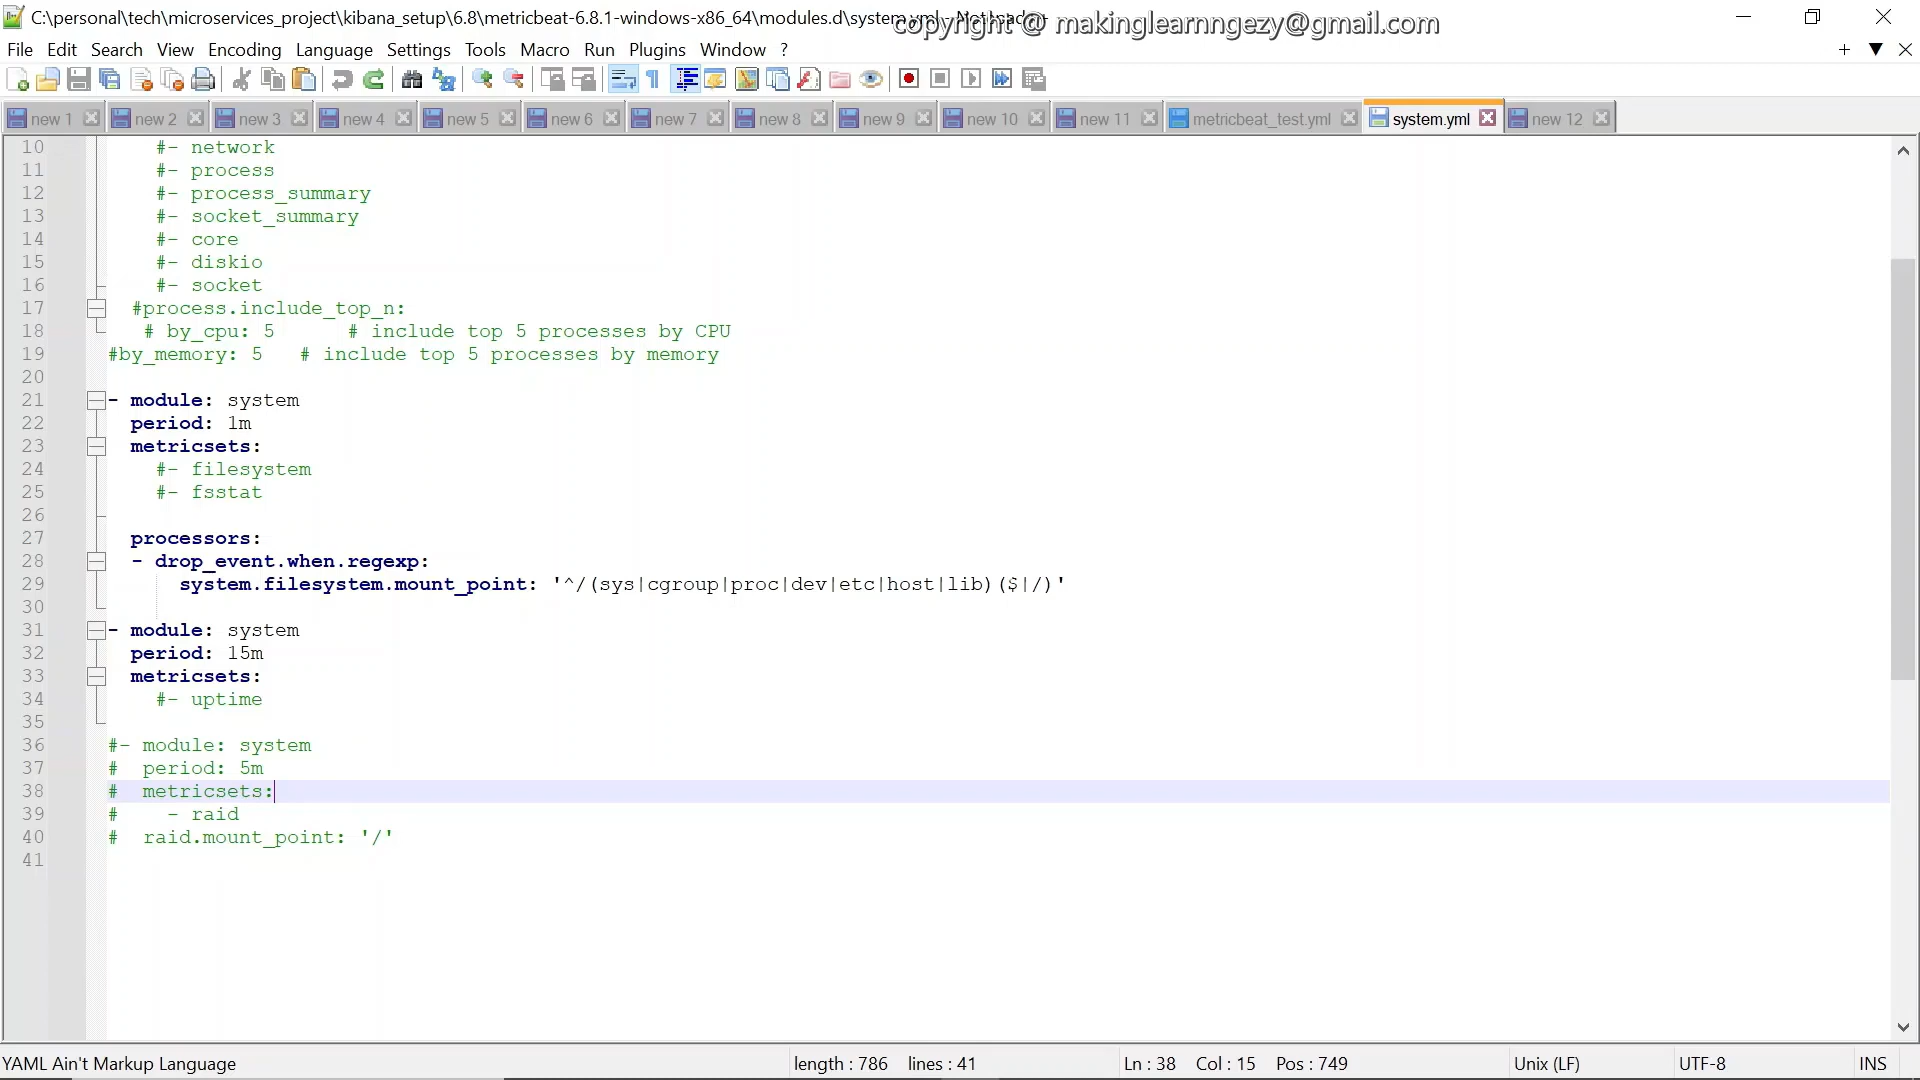 C:\personal\tech\microservices_project\kibana_setup\6.8\metricbeat-6.8.1-windows-x86_64\modules.d\system.yml - Notepad++
copyright @ makinglearnngezy@gmail.com
File Edit Search View Encoding Language Settings Tools Macro Run Plugins Window ?
new 1 new 2 new 3 new 4 new 5 new 6 new 7 new 8 new 9 new 10 new 11 metricbeat_test.yml system.yml new 12
10 #- network
11 #- process
12 #- process_summary
13 #- socket_summary
14 #- core
15 #- diskio
16 #- socket
17 #process.include_top_n:
18 # by_cpu: 5 # include top 5 processes by CPU
19 #by_memory: 5 # include top 5 processes by memory
20
21 - module: system
22 period: 1m
23 metricsets:
24 #- filesystem
25 #- fsstat
26
27 processors:
28 - drop_event.when.regexp:
29 system.filesystem.mount_point: '^/(sys|cgroup|proc|dev|etc|host|lib)($|/)'
30
31 - module: system
32 period: 15m
33 metricsets:
34 #- uptime
35
36 #- module: system
37 # period: 5m
38 # metricsets:
39 # - raid
40 # raid.mount_point: '/'
41
YAML Ain't Markup Language length : 786 lines : 41 Ln : 38 Col : 15 Pos : 749 Unix (LF) UTF-8 INS